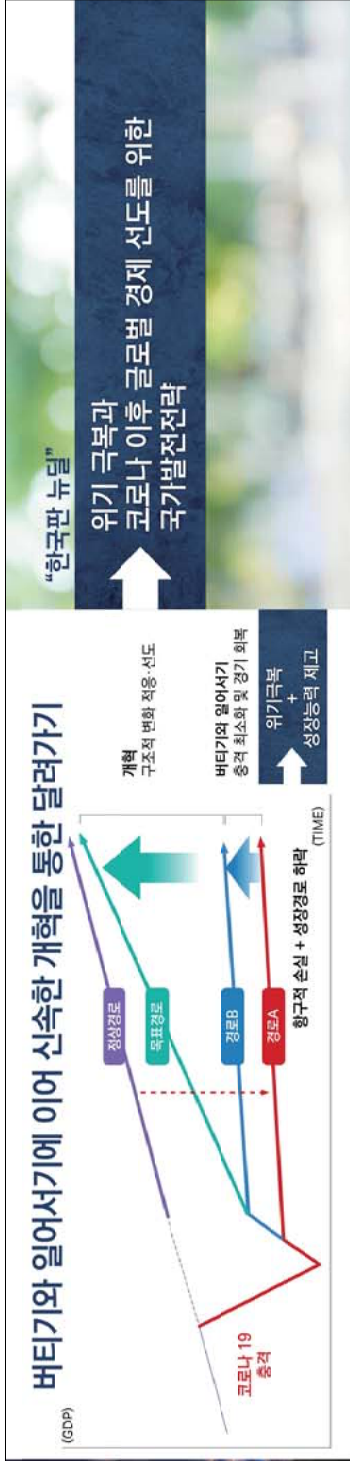 버티기와 일어서기에 이어 신속한 개혁을 통한 달려가기
(GDP)
정상경로
목표경로
경로B
경로A
코로나 19
충격
항구적 손실 + 성장경로 하락
(TIME)
개혁
구조적 변화 적응·선도
버티기와 일어서기
충격 최소화 및 경기 회복
위기극복
+
성장능력 제고
“한국판 뉴딜”
위기 극복과
코로나 이후 글로벌 경제 선도를 위한
국가발전전략